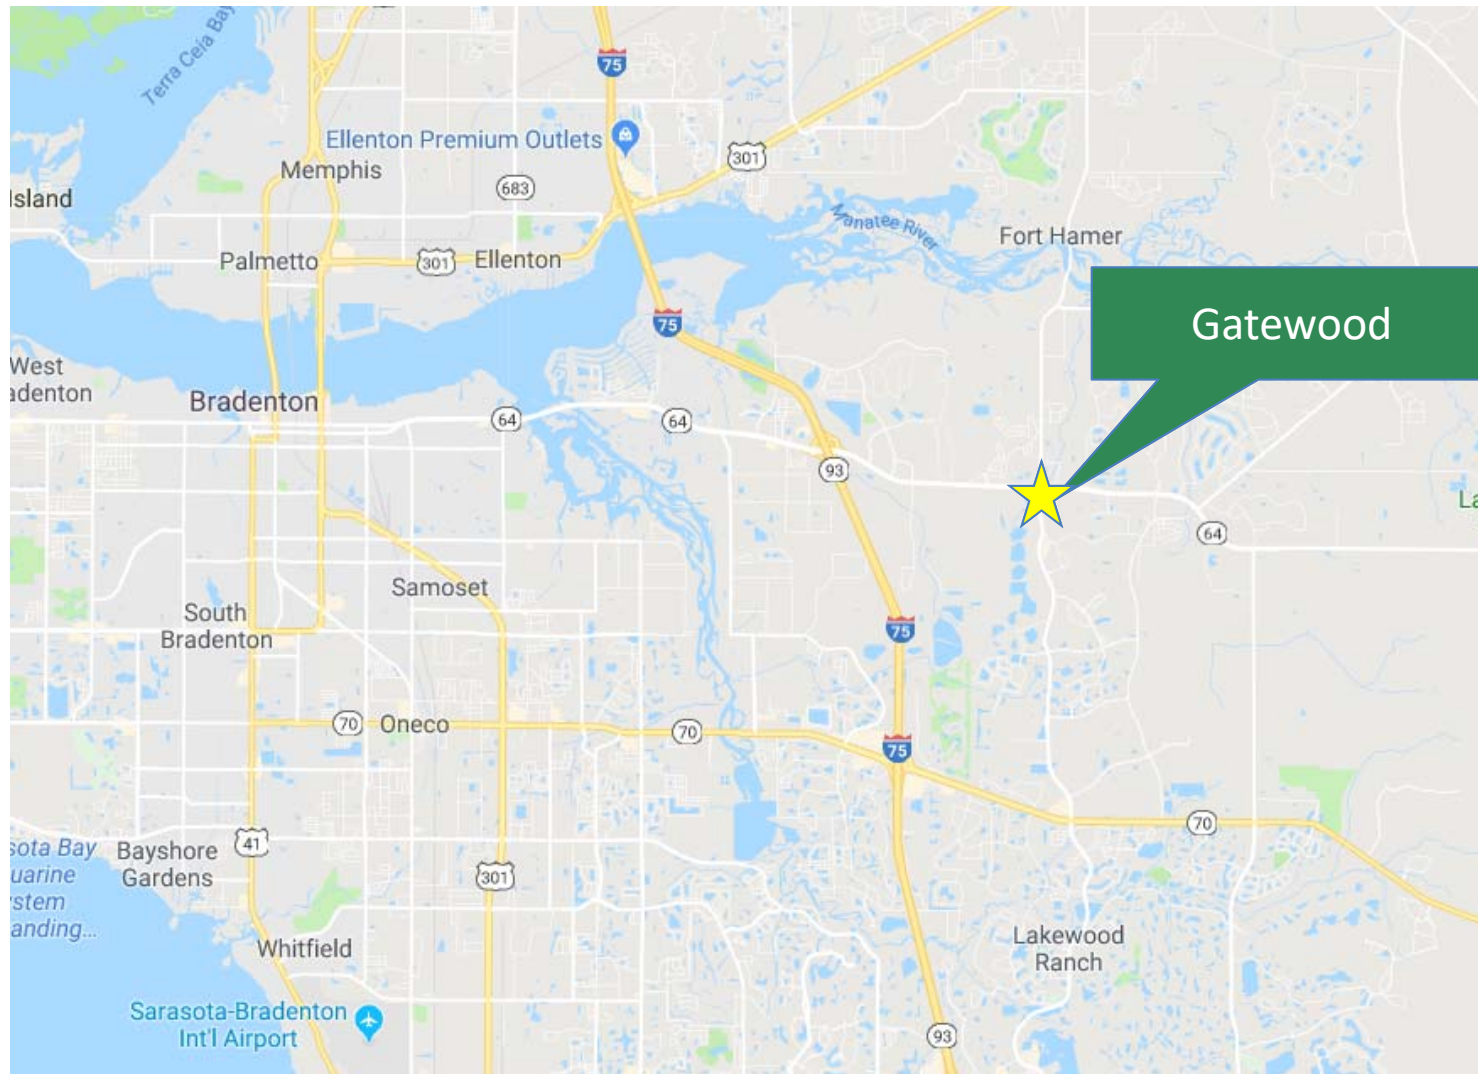 Terra Ceia Bay
75
Ellenton Premium Outlets
301
Memphis
683
Island
Manatee River
Fort Hamer
Palmetto
301
Ellenton
Gatewood
75
West
adenton
Bradenton
64
64
93
La
64
Samoset
South
Bradenton
75
70
Oneco
70
75
70
41
sota Bay
uarine
stem
anding...
Bayshore
Gardens
301
Whitfield
Lakewood
Ranch
Sarasota-Bradenton
Int'l Airport
93